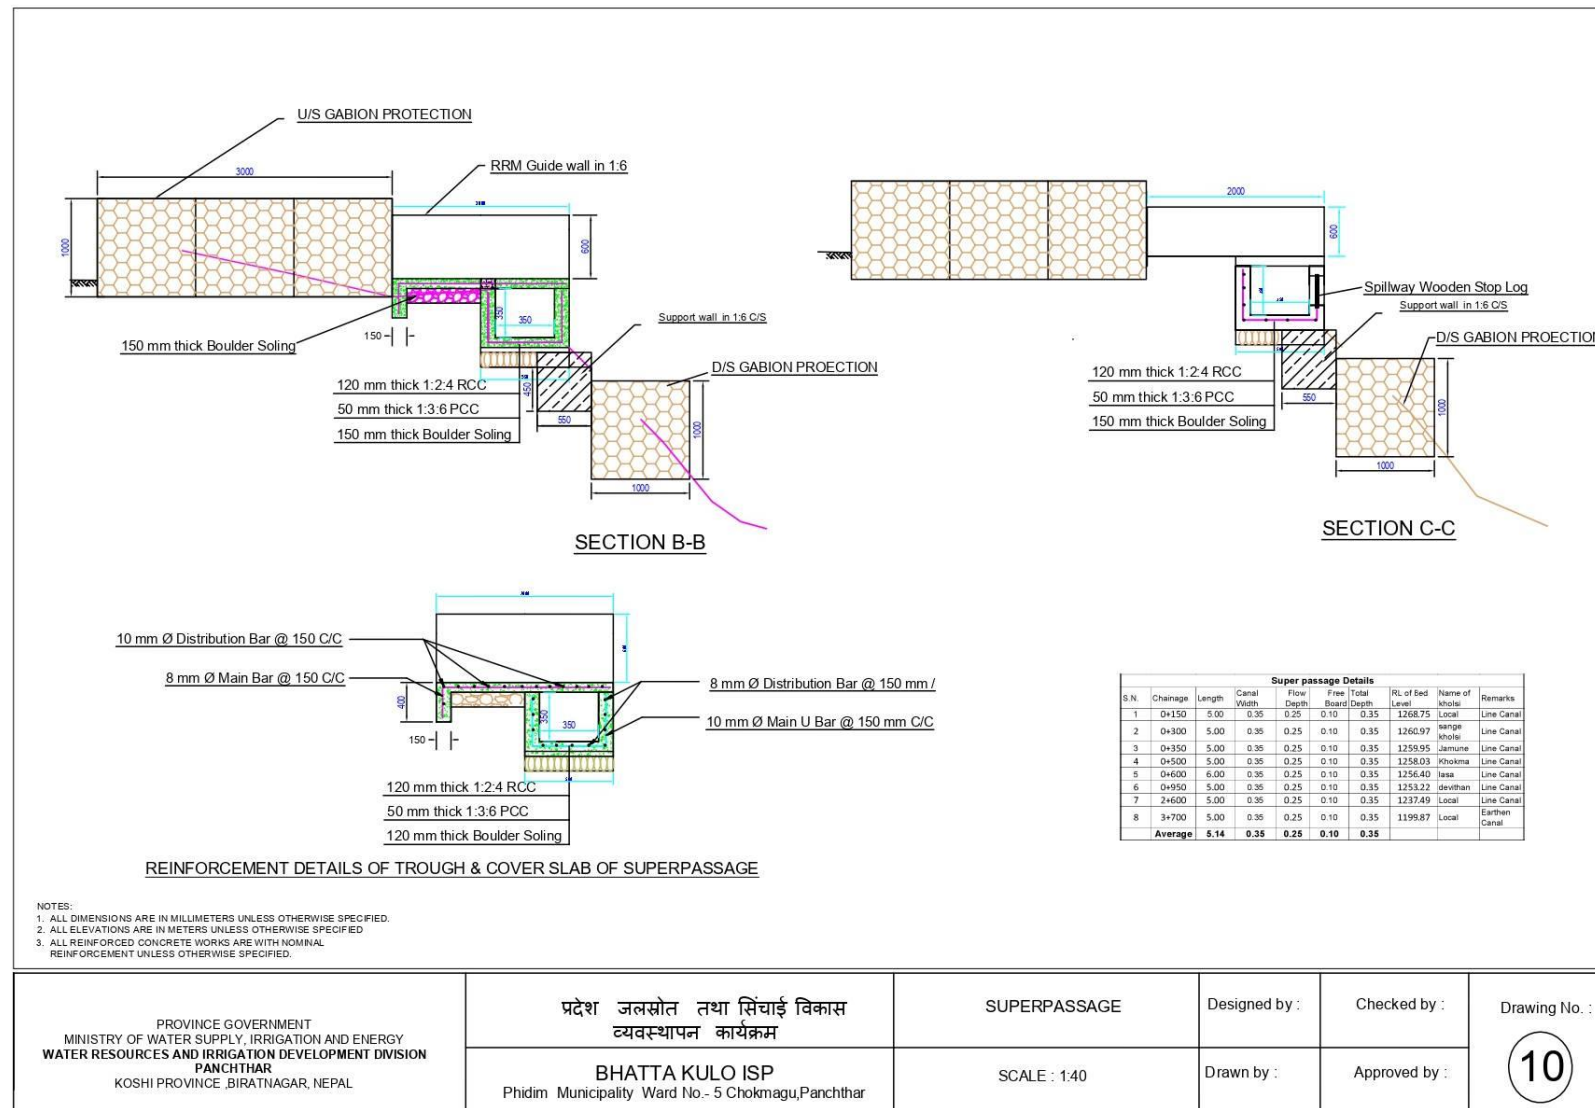 U/S GABION PROTECTION
3000
RRM Guide wall in 1:6
1000
600
350
350
150
150 mm thick Boulder Soling
Support wall in 1:6 C/S
D/S GABION PROECTION
120 mm thick 1:2:4 RCC
50 mm thick 1:3:6 PCC
150 mm thick Boulder Soling
450
550
1000
1000
SECTION B-B
2000
600
Spillway Wooden Stop Log
Support wall in 1:6 C/S
D/S GABION PROECTION
120 mm thick 1:2:4 RCC
50 mm thick 1:3:6 PCC
150 mm thick Boulder Soling
550
1000
1000
SECTION C-C
10 mm Ø Distribution Bar @ 150 C/C
8 mm Ø Main Bar @ 150 C/C
400
150
350
350
8 mm Ø Distribution Bar @ 150 mm /
10 mm Ø Main U Bar @ 150 mm C/C
120 mm thick 1:2:4 RCC
50 mm thick 1:3:6 PCC
120 mm thick Boulder Soling
REINFORCEMENT DETAILS OF TROUGH & COVER SLAB OF SUPERPASSAGE
Super passage Details
S.N. Chainage Length Canal Width Flow Depth Free Board Total Depth RL of Bed Level Name of kholsi Remarks
1 0+150 5.00 0.35 0.25 0.10 0.35 1268.75 Local Line Canal
2 0+300 5.00 0.35 0.25 0.10 0.35 1260.97 sange kholsi Line Canal
3 0+350 5.00 0.35 0.25 0.10 0.35 1259.95 Jamune Line Canal
4 0+500 5.00 0.35 0.25 0.10 0.35 1258.03 Khokma Line Canal
5 0+600 6.00 0.35 0.25 0.10 0.35 1256.40 lasa Line Canal
6 0+950 5.00 0.35 0.25 0.10 0.35 1253.22 devithan Line Canal
7 2+600 5.00 0.35 0.25 0.10 0.35 1237.49 Local Line Canal
8 3+700 5.00 0.35 0.25 0.10 0.35 1199.87 Local Earthen Canal
Average 5.14 0.35 0.25 0.10 0.35
NOTES:
1. ALL DIMENSIONS ARE IN MILLIMETERS UNLESS OTHERWISE SPECIFIED.
2. ALL ELEVATIONS ARE IN METERS UNLESS OTHERWISE SPECIFIED
3. ALL REINFORCED CONCRETE WORKS ARE WITH NOMINAL
REINFORCEMENT UNLESS OTHERWISE SPECIFIED.
PROVINCE GOVERNMENT
MINISTRY OF WATER SUPPLY, IRRIGATION AND ENERGY
WATER RESOURCES AND IRRIGATION DEVELOPMENT DIVISION
PANCHTHAR
KOSHI PROVINCE ,BIRATNAGAR, NEPAL
प्रदेश जलस्रोत तथा सिंचाई विकास
व्यवस्थापन कार्यक्रम
BHATTA KULO ISP
Phidim Municipality Ward No.- 5 Chokmagu,Panchthar
SUPERPASSAGE
SCALE : 1:40
Designed by :
Drawn by :
Checked by :
Approved by :
Drawing No. :
10